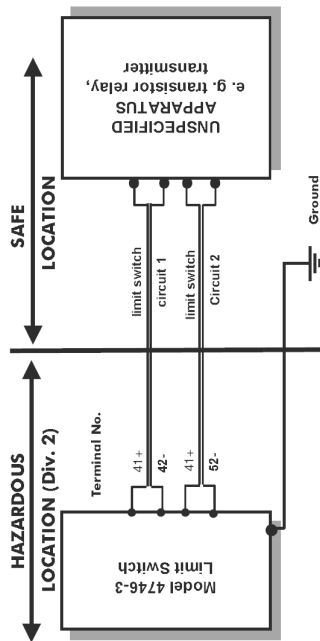 HAZARDOUS
LOCATION (Div. 2)
SAFE
LOCATION
Terminal No.
41+
42-
41+
52-
limit switch
circuit 1
limit switch
Circuit 2
Model 4746-3
Limit Switch
UNSPECIFIED
APPARATUS
e. g. transistor relay,
transmitter
Ground